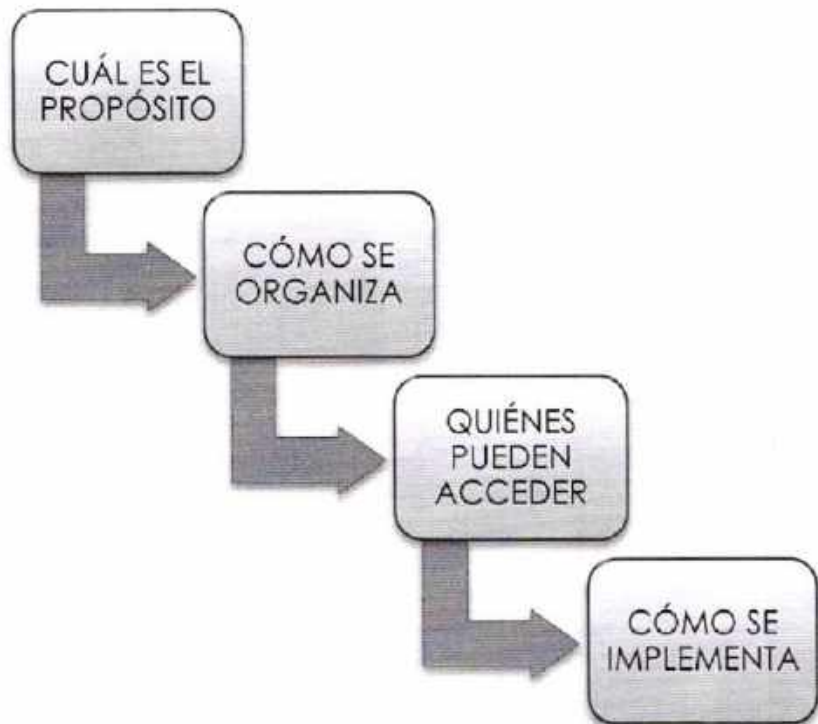 CUÁL ES EL
PROPÓSITO
CÓMO SE
ORGANIZA
QUIÉNES
PUEDEN
ACCEDER
CÓMO SE
IMPLEMENTA